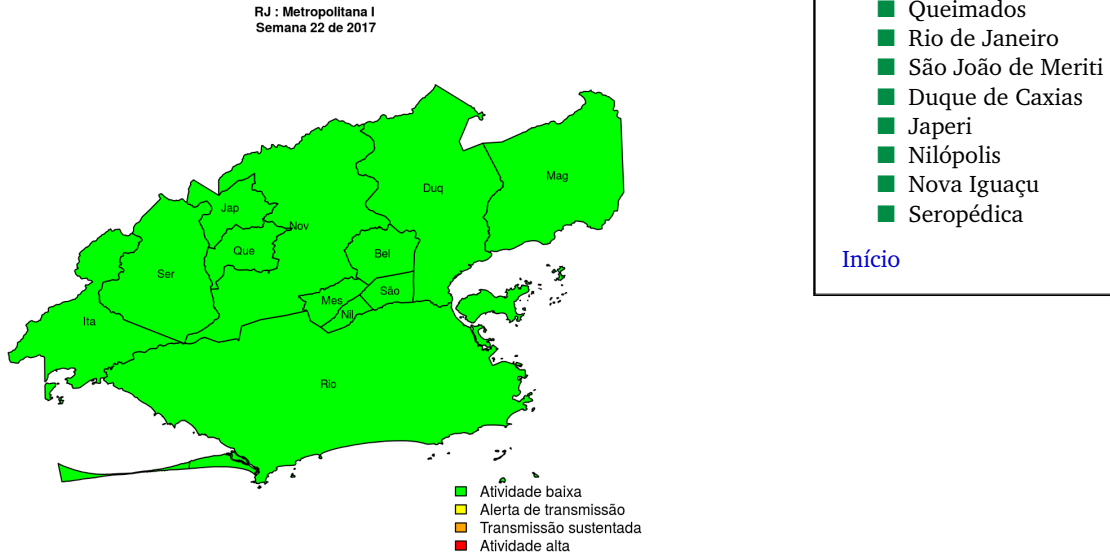 RJ : Metropolitana I
Semana 22 de 2017
Mag
Duq
Jap
Nov
Que
Bel
Ser
São
Mes
Nil
Ita
Rio
Atividade baixa
Alerta de transmissão
Transmissão sustentada
Atividade alta
Queimados
Rio de Janeiro
São João de Meriti
Duque de Caxias
Japeri
Nilópolis
Nova Iguaçu
Seropédica
Início